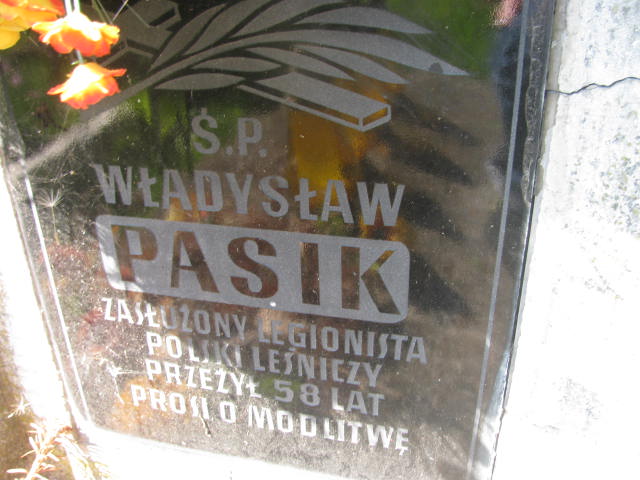 Ś.P.
WŁADYSŁAW
PASIK
ZASŁUŻONY LEGIONISTA
POLSKI LEŚNICZY
PRZEŻYŁ 58 LAT
PROSI O MODLITWĘ